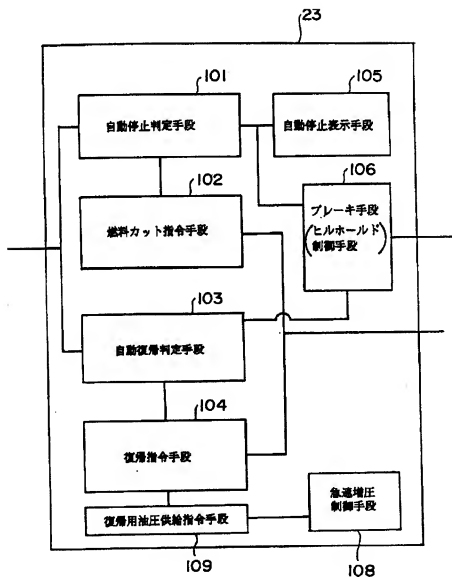 23
101
自動停止判定手段
105
自動停止表示手段
102
燃料カット指令手段
106
ブレーキ手段
(ヒルホールド
制御手段)
103
自動復帰判定手段
104
復帰指令手段
復帰用油圧供給指令手段
109
急速増圧
制御手段
108